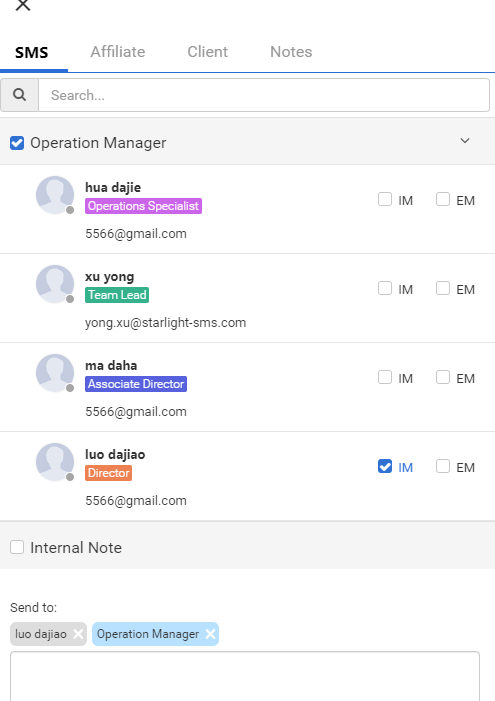 SMS Affiliate Client Notes
Search...
Operation Manager
hua dajie
Operations Specialist
IM EM
5566@gmail.com
xu yong
Team Lead
IM EM
yong.xu@starlight-sms.com
ma daha
Associate Director
IM EM
5566@gmail.com
luo dajiao
Director
IM EM
5566@gmail.com
Internal Note
Send to:
luo dajiao Operation Manager